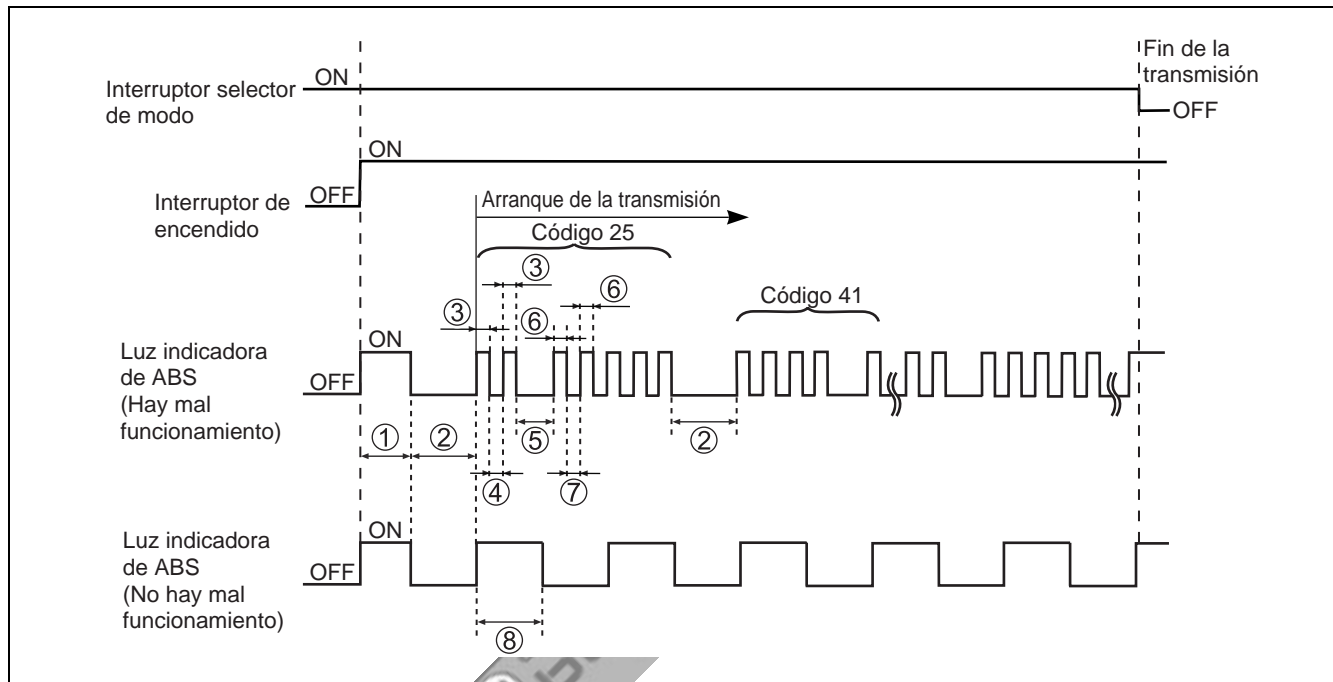 Interruptor selector
de modo
ON
Fin de la
transmisión
OFF
ON
Interruptor de
encendido
OFF
Arranque de la transmisión
Código 25
③
③
⑥
⑥
Código 41
Luz indicadora
de ABS
(Hay mal
funcionamiento)
ON
OFF
①
②
⑤
②
④
⑦
Luz indicadora
de ABS
(No hay mal
funcionamiento)
ON
OFF
⑧